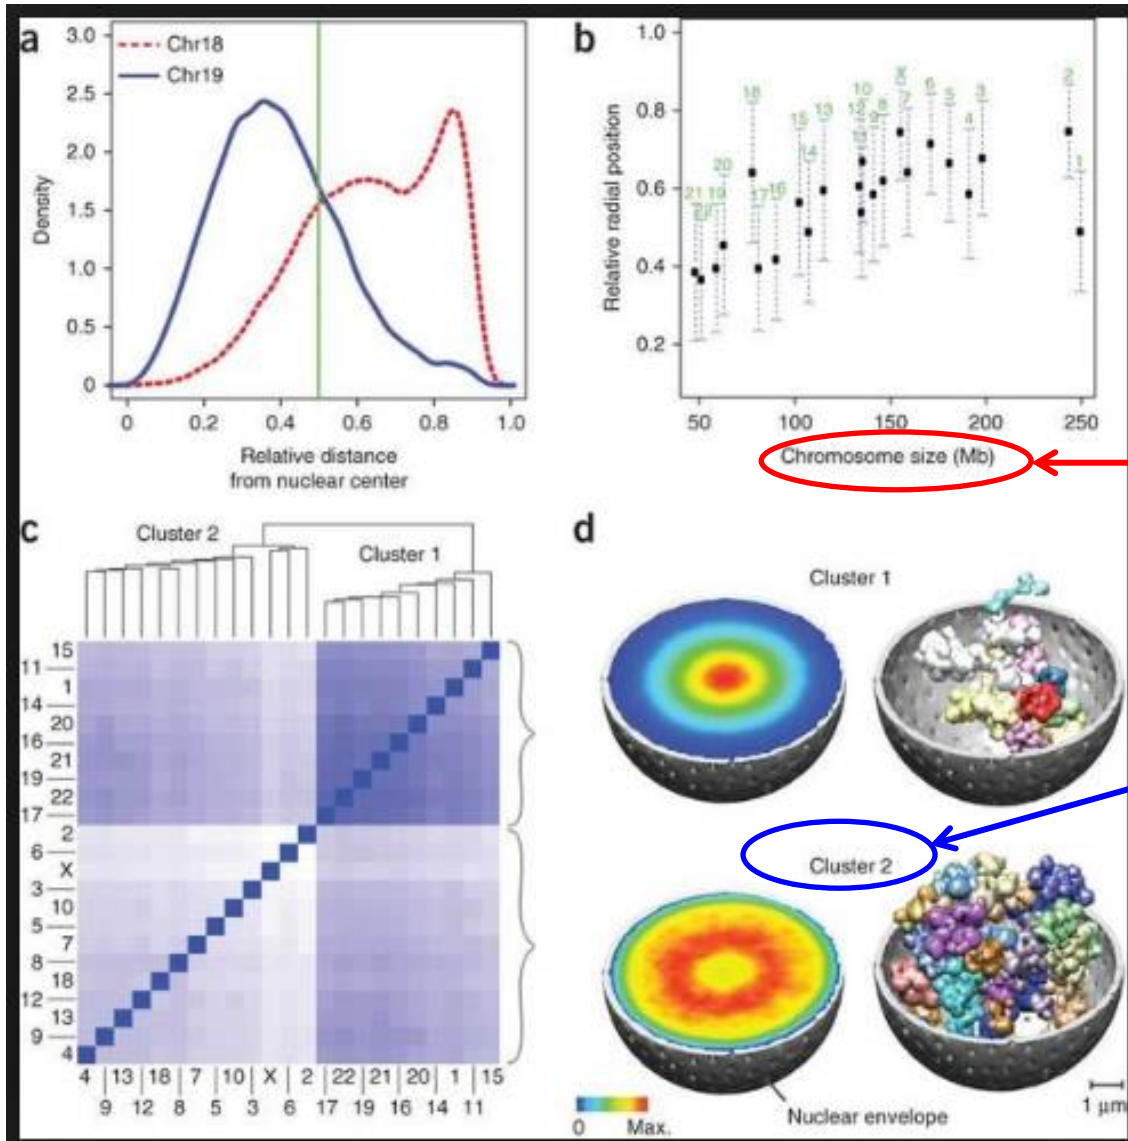 a
3.0
2.5
2.0
1.5
1.0
0.5
0
Density
Chr18
Chr19
0 0.2 0.4 0.6 0.8 1.0
Relative distance
from nuclear center
b
1.0
0.8
0.6
0.4
0.2
Relative radial position
21 19 20 18 17 16 15 14 13 10 9 8 7 6 5 4 3 2 1
50 100 150 200 250
Chromosome size (Mb)
c
Cluster 2
Cluster 1
15
11
1
14
20
16
21
19
22
17
2
6
X
3
10
5
7
8
18
12
13
9
4
4 13 18 7 10 X 2 22 21 20 1 15
9 12 8 5 3 6 17 19 16 14 11
d
Cluster 1
Cluster 2
0 Max.
Nuclear envelope
1 μm